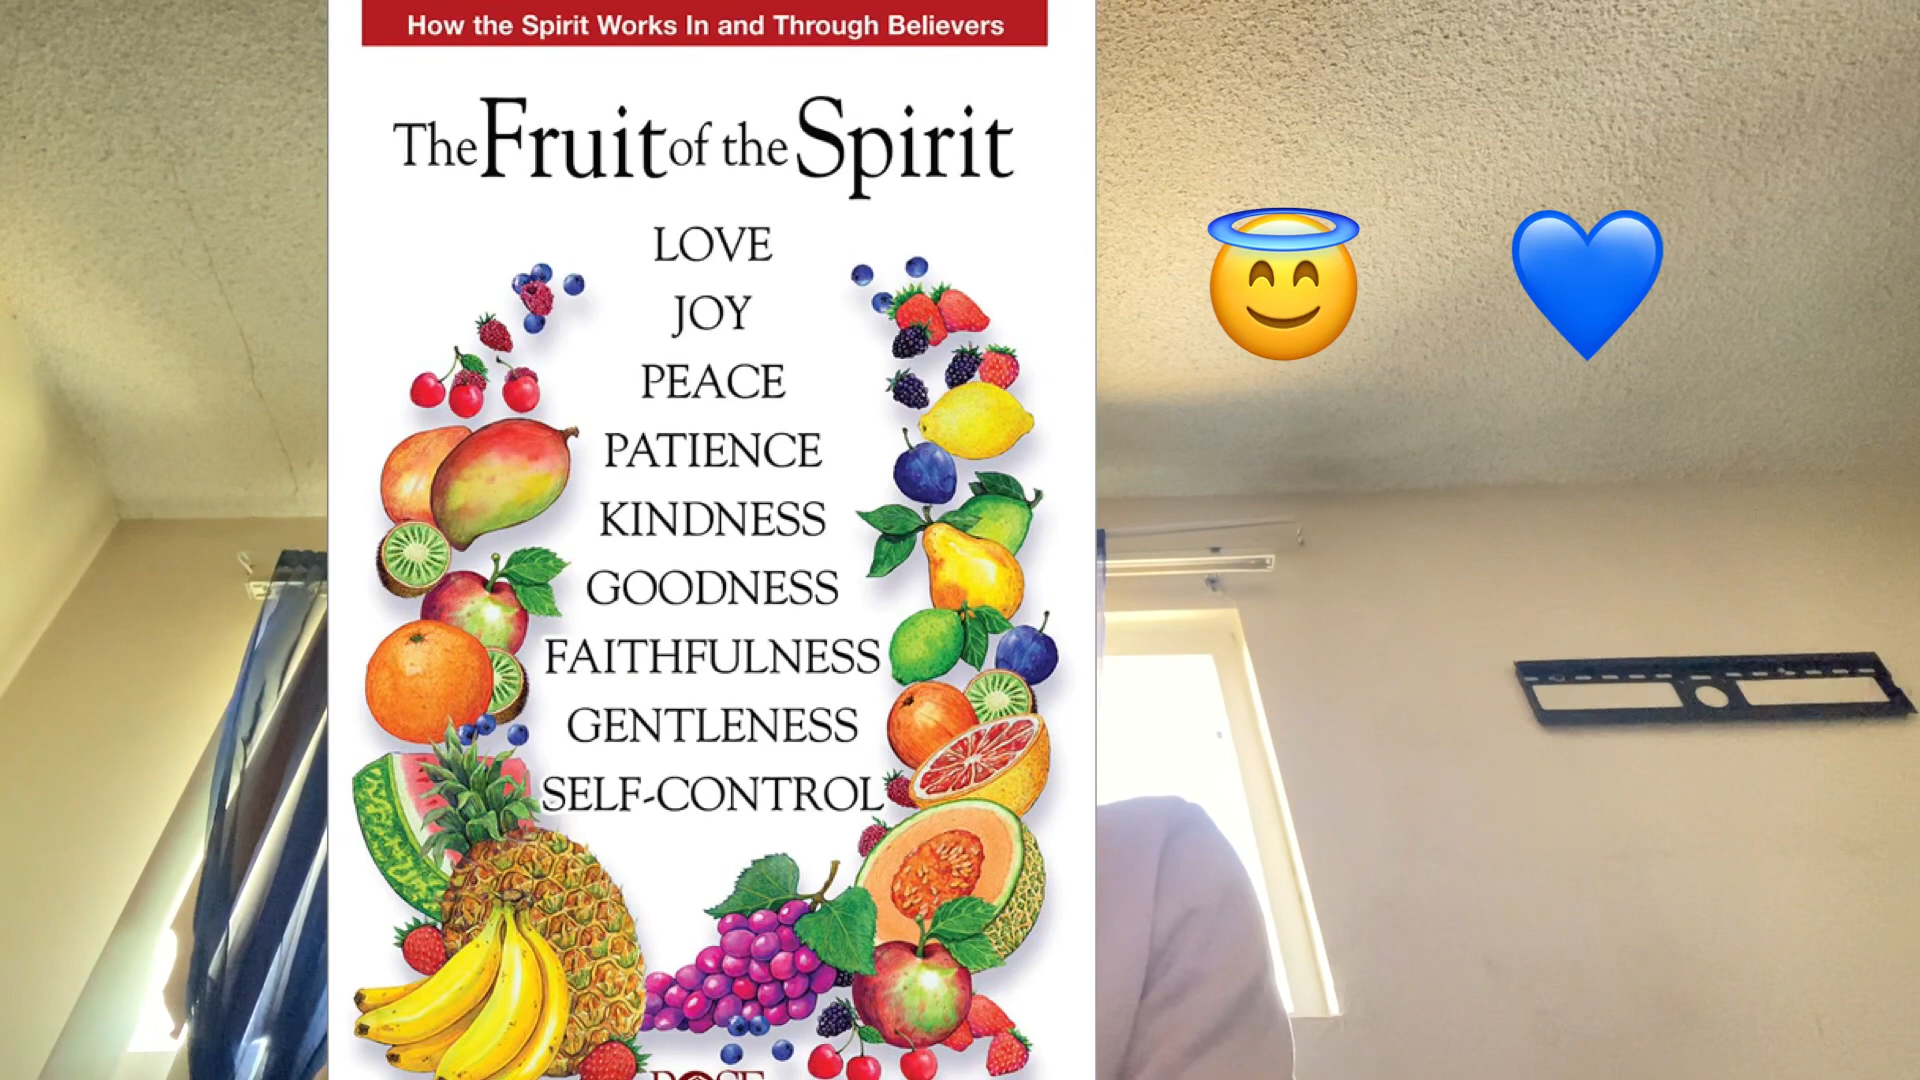 How the Spirit Works In and Through Believers
The Fruit of the Spirit
LOVE
JOY
PEACE
PATIENCE
KINDNESS
GOODNESS
FAITHFULNESS
GENTLENESS
SELF-CONTROL
ROSE